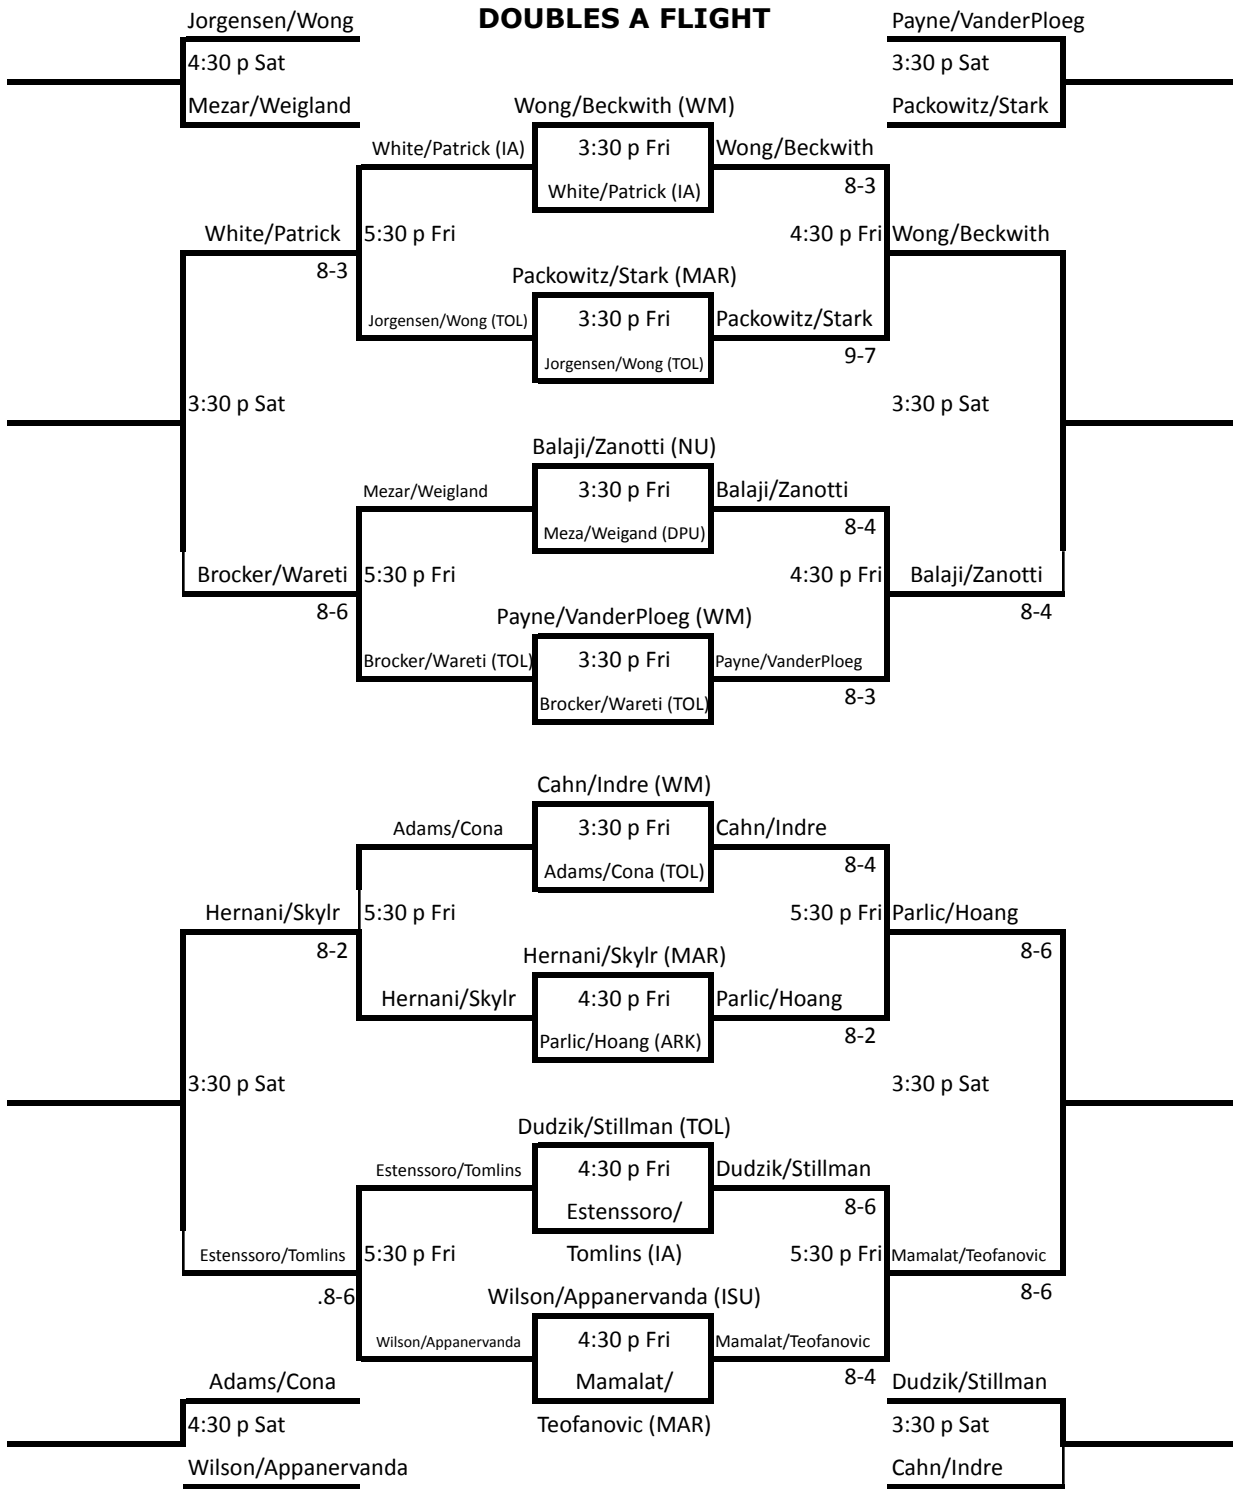 DOUBLES A FLIGHT
Jorgensen/Wong
Payne/VanderPloeg
4:30 p Sat
3:30 p Sat
Mezar/Weigland
Wong/Beckwith (WM)
Packowitz/Stark
White/Patrick (IA)
3:30 p Fri
Wong/Beckwith
White/Patrick (IA)
8-3
White/Patrick
5:30 p Fri
4:30 p Fri
Wong/Beckwith
8-3
Packowitz/Stark (MAR)
Jorgensen/Wong (TOL)
3:30 p Fri
Packowitz/Stark
Jorgensen/Wong (TOL)
9-7
3:30 p Sat
3:30 p Sat
Balaji/Zanotti (NU)
Mezar/Weigland
3:30 p Fri
Balaji/Zanotti
Meza/Weigand (DPU)
8-4
Brocker/Wareti
5:30 p Fri
4:30 p Fri
Balaji/Zanotti
8-6
Payne/VanderPloeg (WM)
8-4
Brocker/Wareti (TOL)
3:30 p Fri
Payne/VanderPloeg
Brocker/Wareti (TOL)
8-3
Cahn/Indre (WM)
Adams/Cona
3:30 p Fri
Cahn/Indre
Adams/Cona (TOL)
8-4
Hernani/Skylr
5:30 p Fri
5:30 p Fri
Parlic/Hoang
8-2
Hernani/Skylr (MAR)
8-6
Hernani/Skylr
4:30 p Fri
Parlic/Hoang
Parlic/Hoang (ARK)
8-2
3:30 p Sat
3:30 p Sat
Dudzik/Stillman (TOL)
Estenssoro/Tomlins
4:30 p Fri
Dudzik/Stillman
Estenssoro/
8-6
Estenssoro/Tomlins
5:30 p Fri
Tomlins (IA)
5:30 p Fri
Mamalat/Teofanovic
.8-6
Wilson/Appanervanda (ISU)
8-6
Wilson/Appanervanda
4:30 p Fri
Mamalat/Teofanovic
Adams/Cona
Mamalat/
8-4
Dudzik/Stillman
4:30 p Sat
Teofanovic (MAR)
3:30 p Sat
Wilson/Appanervanda
Cahn/Indre